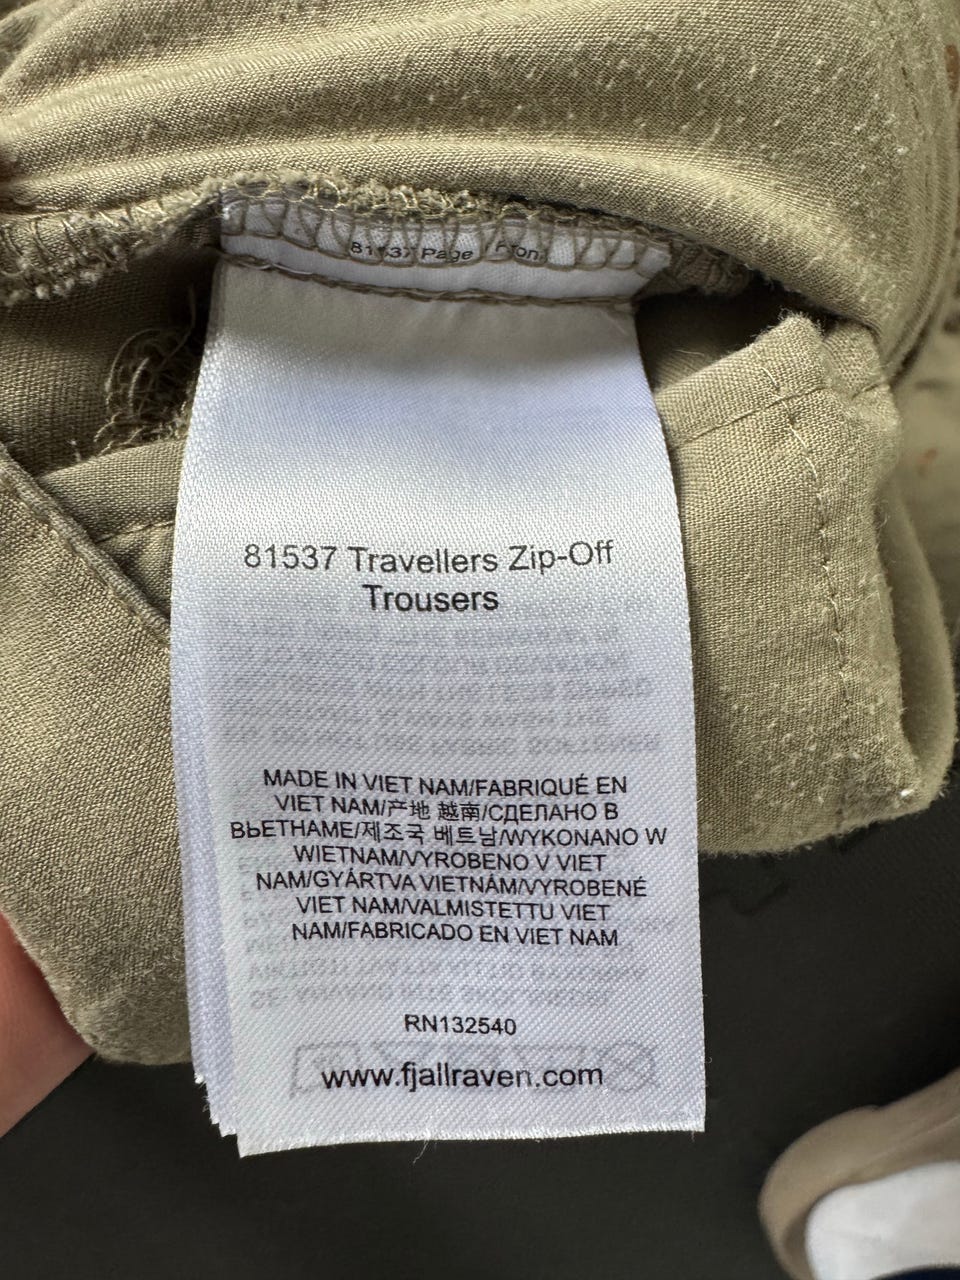 81537 Page
81537 Travellers Zip-Off
Trousers
MADE IN VIET NAM/FABRIQUÉ EN
VIET NAM/产地 越南/СДЕЛАНО В
ВЬЕТНАМЕ/제조국 베트남/WYKONANO W
WIETNAM/VYROBENO V VIET
NAM/GYÁRTVA VIETNÁM/VYROBENÉ
VIET NAM/VALMISTETTU VIET
NAM/FABRICADO EN VIET NAM
RN132540
www.fjallraven.com